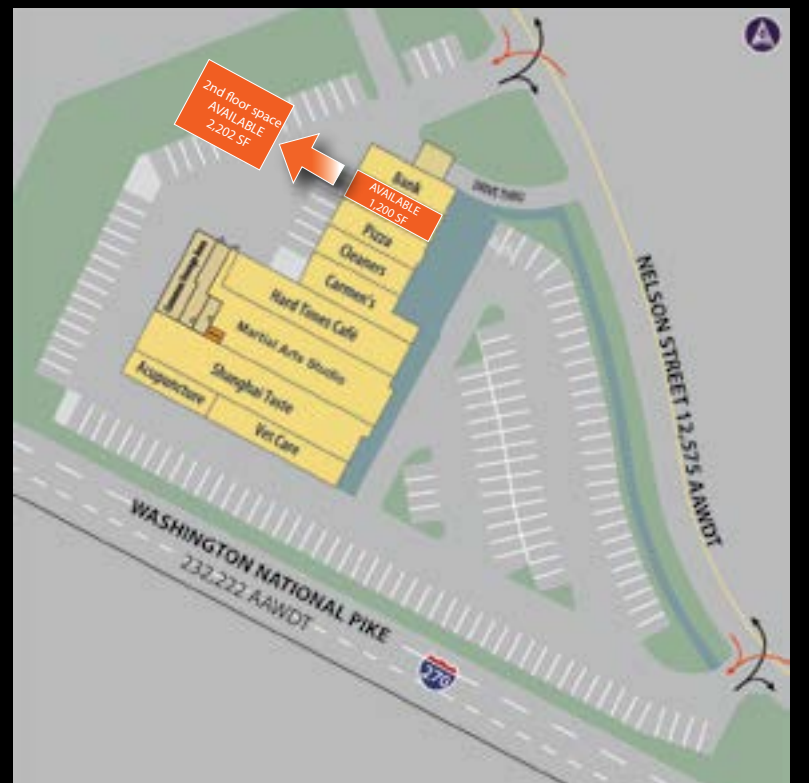 2nd floor space
AVAILABLE
2,202 SF
Bank
DRIVE THRU
AVAILABLE
1,200 SF
Pizza
Cleaners
Carmen's
Hard Times Cafe
Martial Arts Studio
Shanghai Taste
Acupuncture
Vet Care
NELSON STREET 12,575 AAWDT
WASHINGTON NATIONAL PIKE
232,222 AAWDT
270